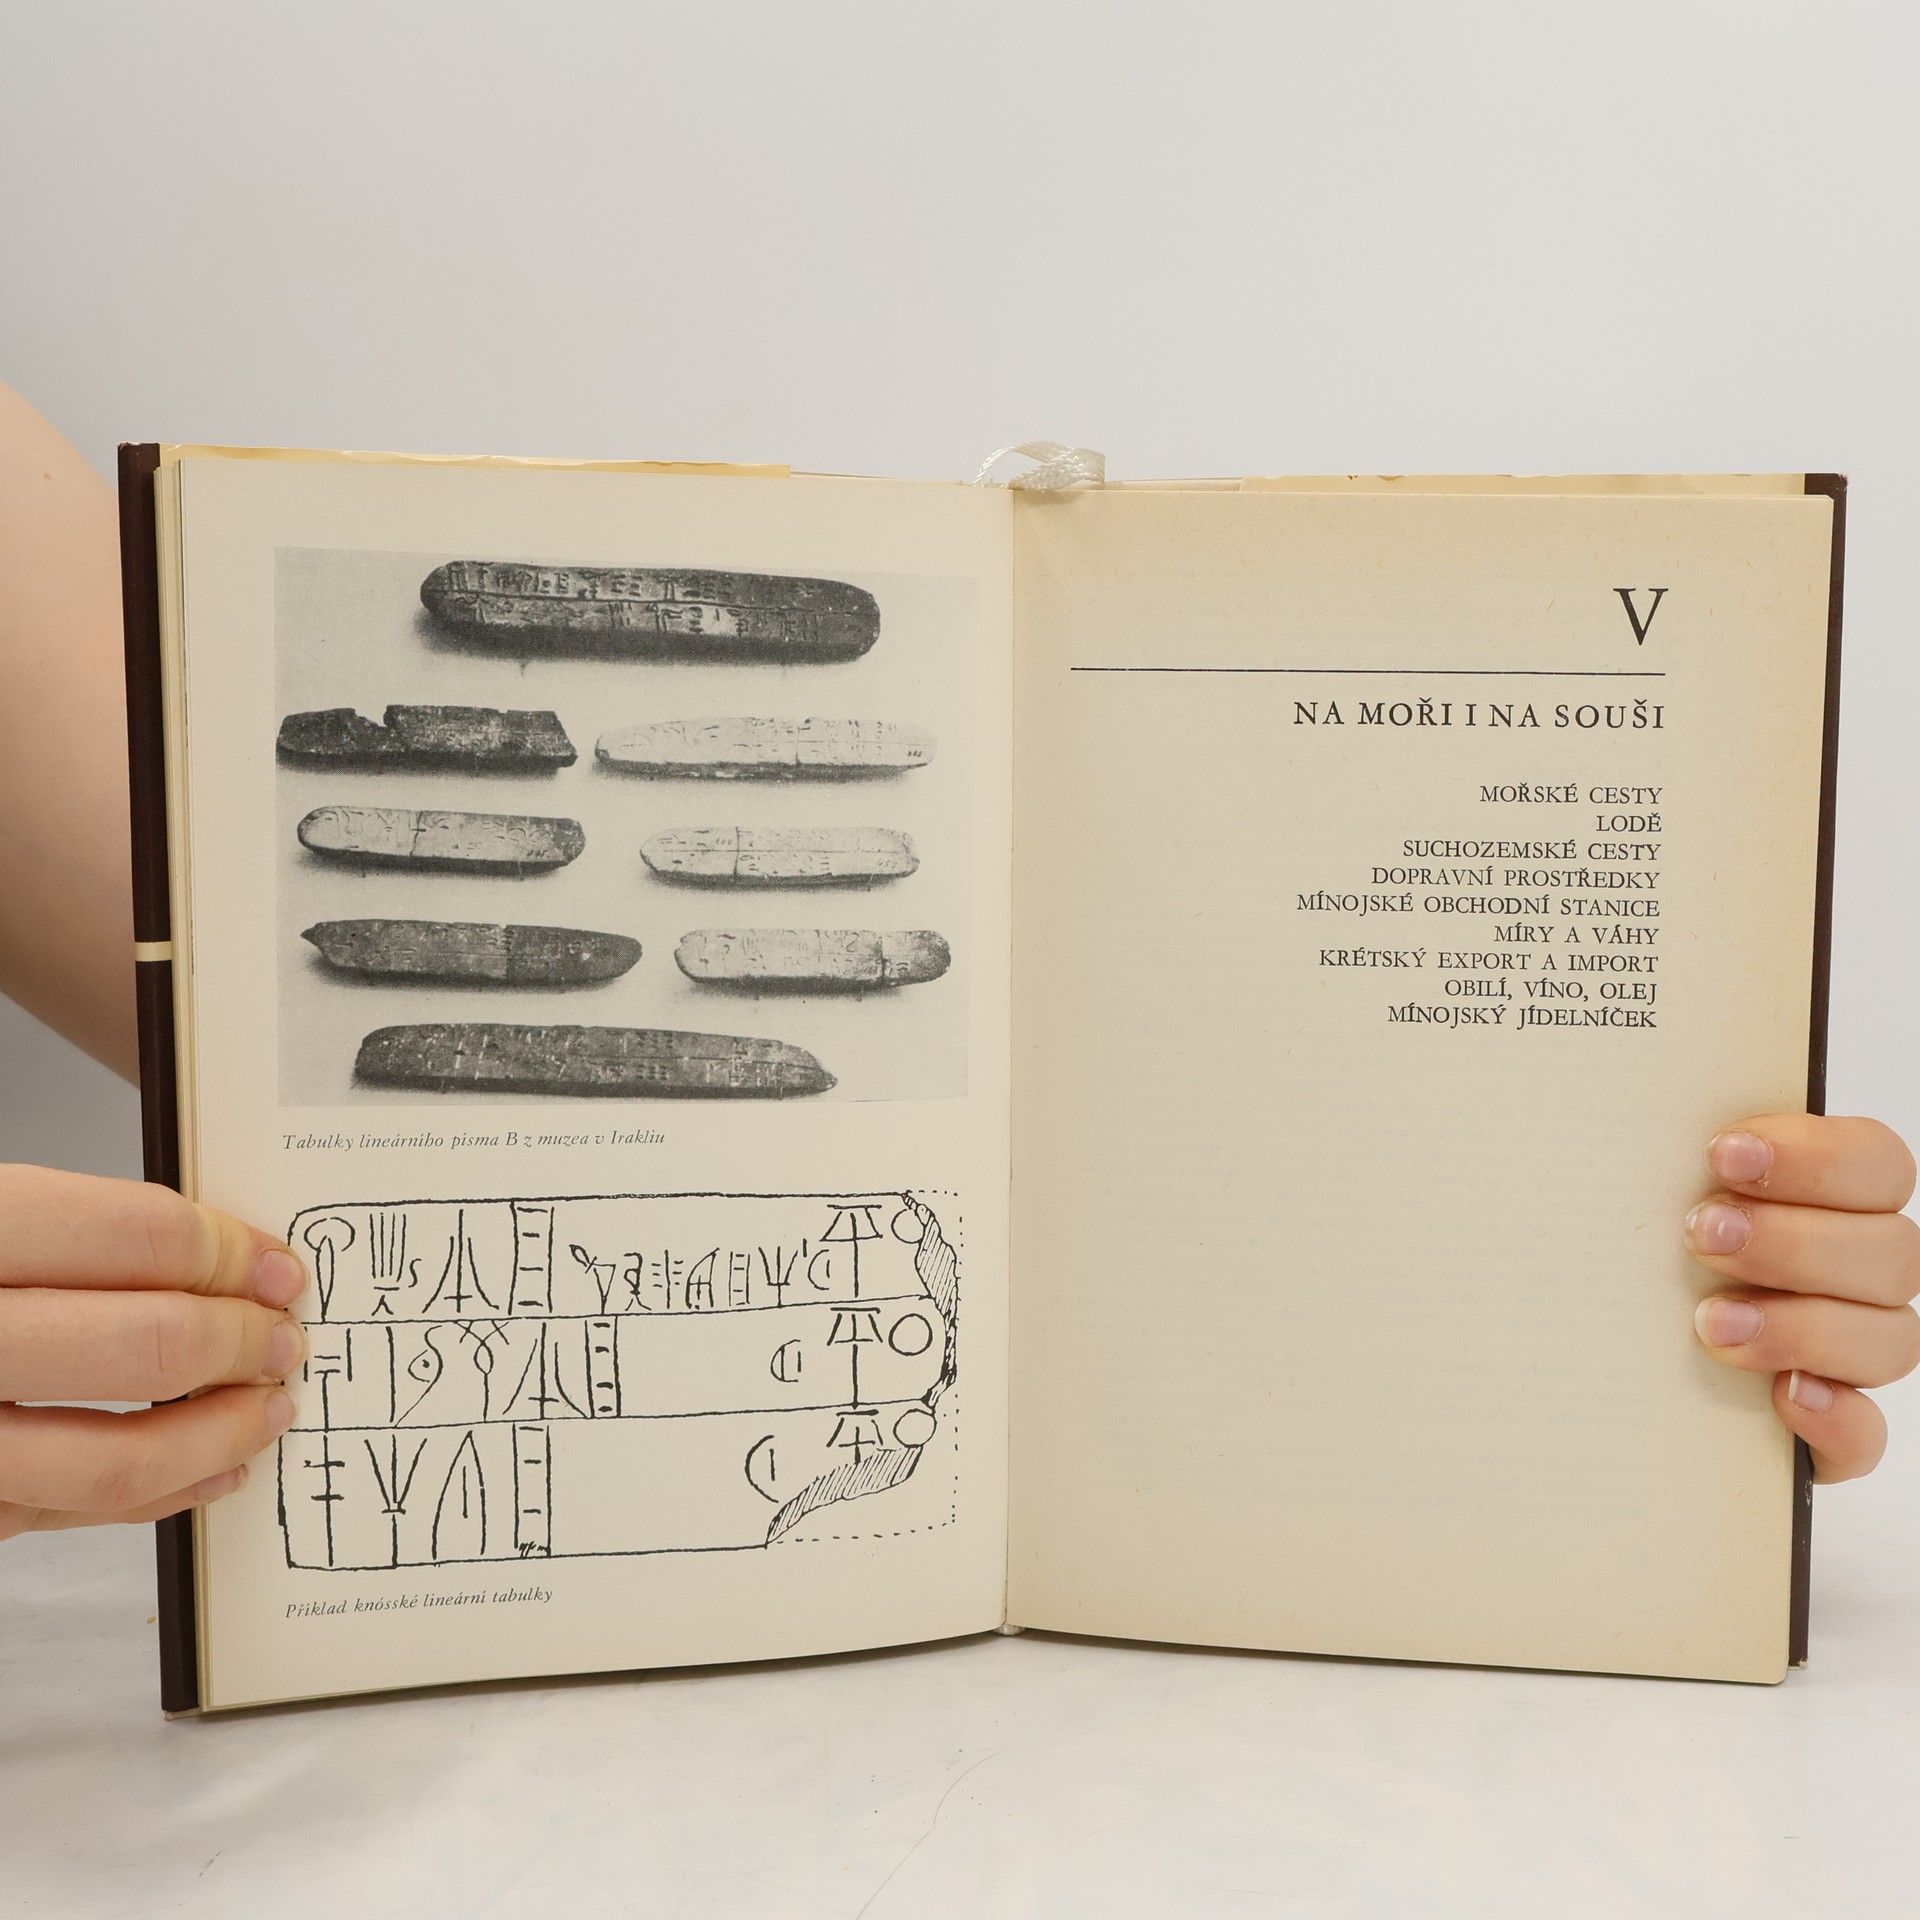 Tabulky lineárního písma B z muzea v Irakliu
Příklad knósské lineární tabulky
V
NA MOŘI I NA SOUŠI
MOŘSKÉ CESTY
LODĚ
SUCHOZEMSKÉ CESTY
DOPRAVNÍ PROSTŘEDKY
MÍNOJSKÉ OBCHODNÍ STANICE
MÍRY A VÁHY
KRÉTSKÝ EXPORT A IMPORT
OBILÍ, VÍNO, OLEJ
MÍNOJSKÝ JÍDELNÍČEK